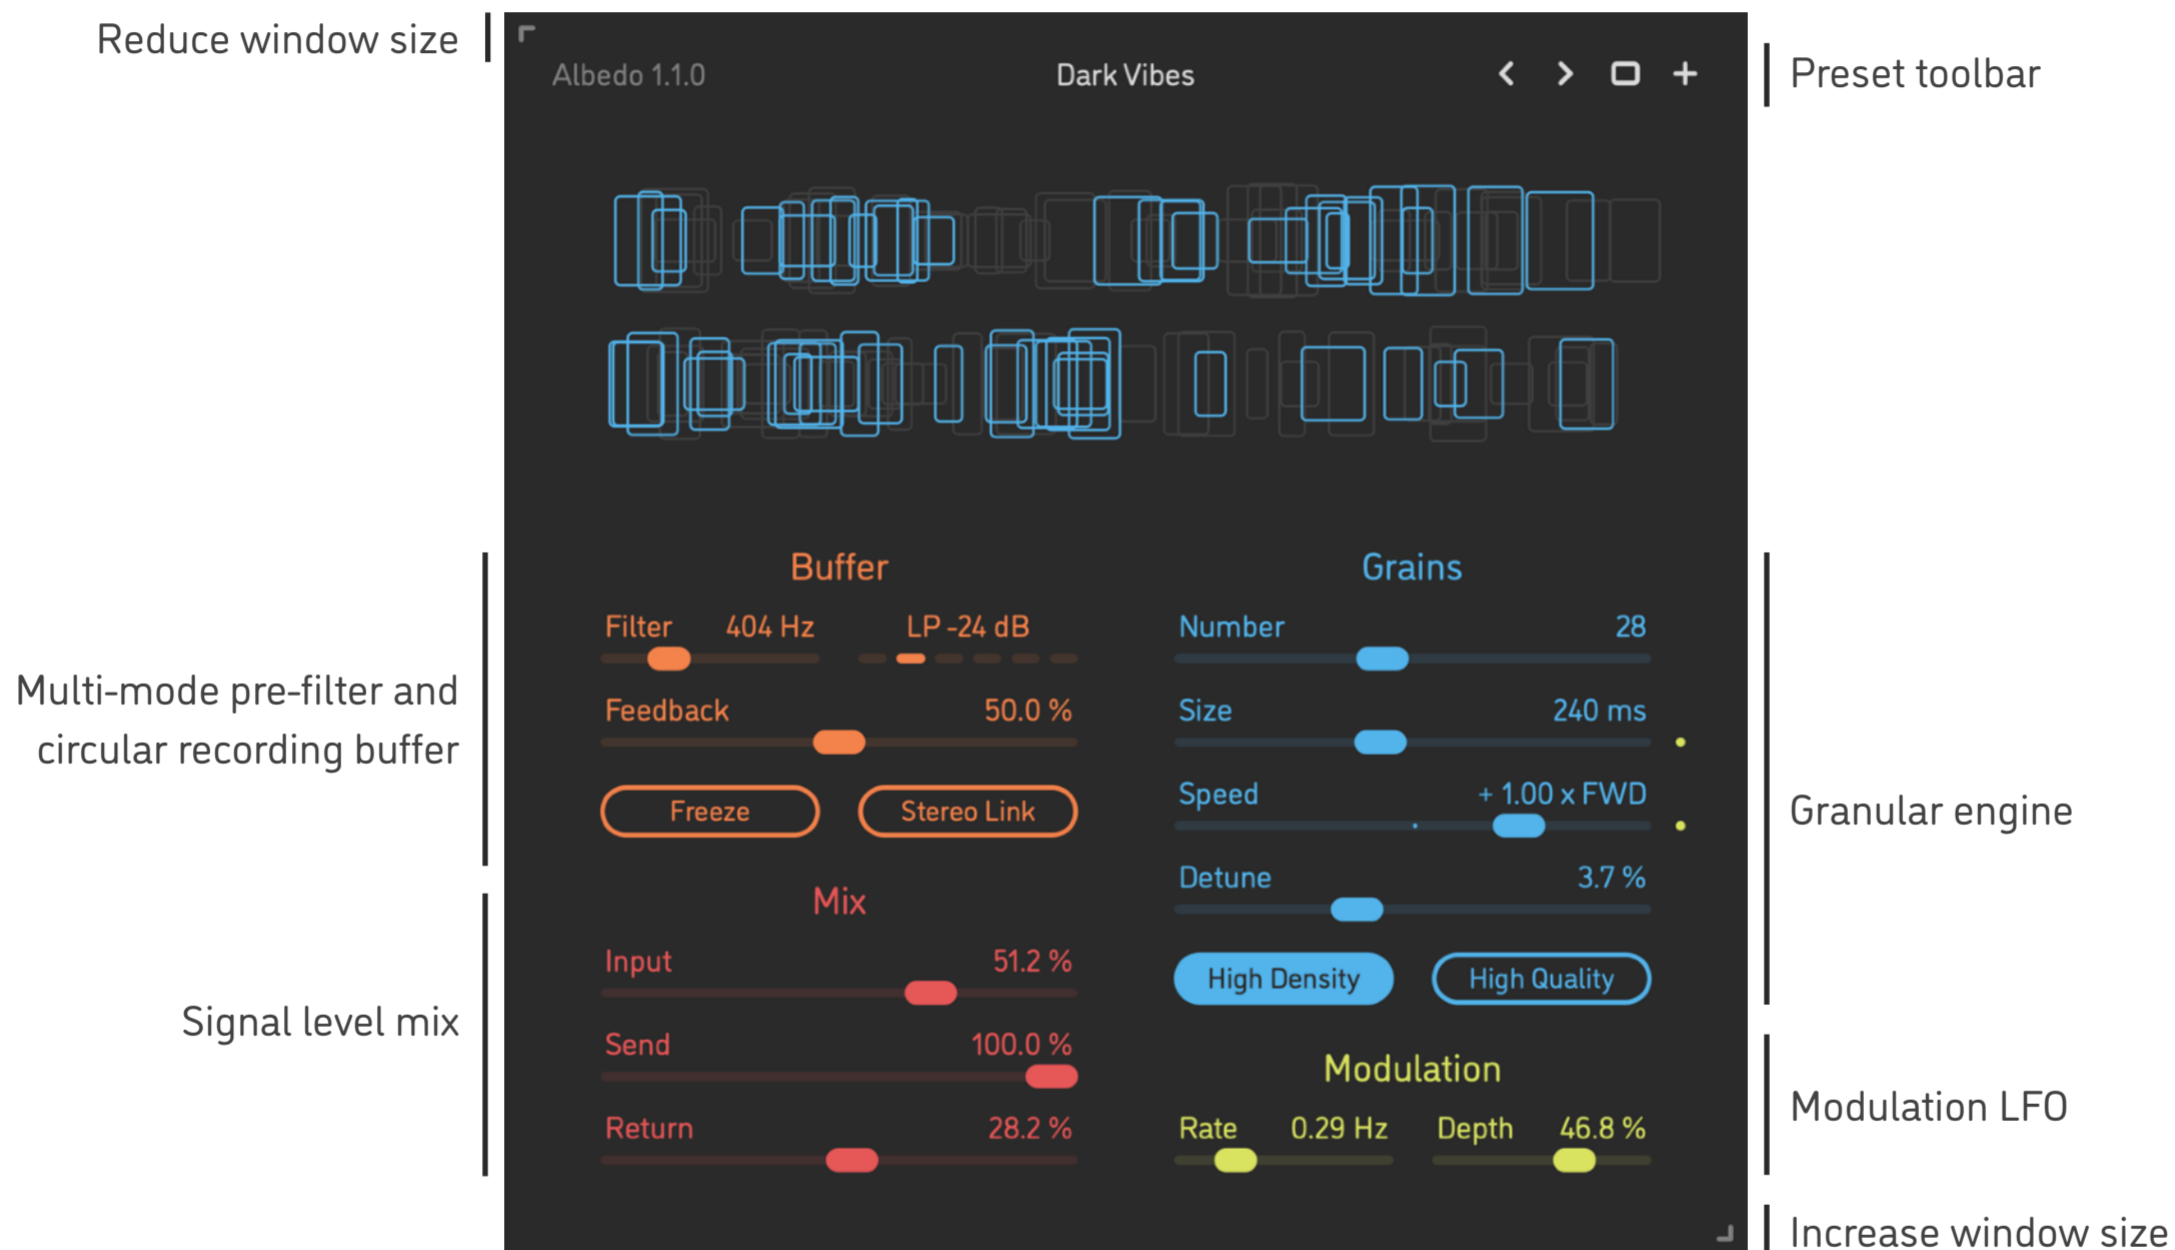 Reduce window size
Albedo 1.1.0
Dark Vibes
Preset toolbar
Buffer
Filter 404 Hz LP -24 dB
Feedback 50.0 %
Freeze Stereo Link
Multi-mode pre-filter and
circular recording buffer
Mix
Input 51.2 %
Send 100.0 %
Return 28.2 %
Signal level mix
Grains
Number 28
Size 240 ms
Speed + 1.00 x FWD
Detune 3.7 %
High Density High Quality
Granular engine
Modulation
Rate 0.29 Hz Depth 46.8 %
Modulation LFO
Increase window size